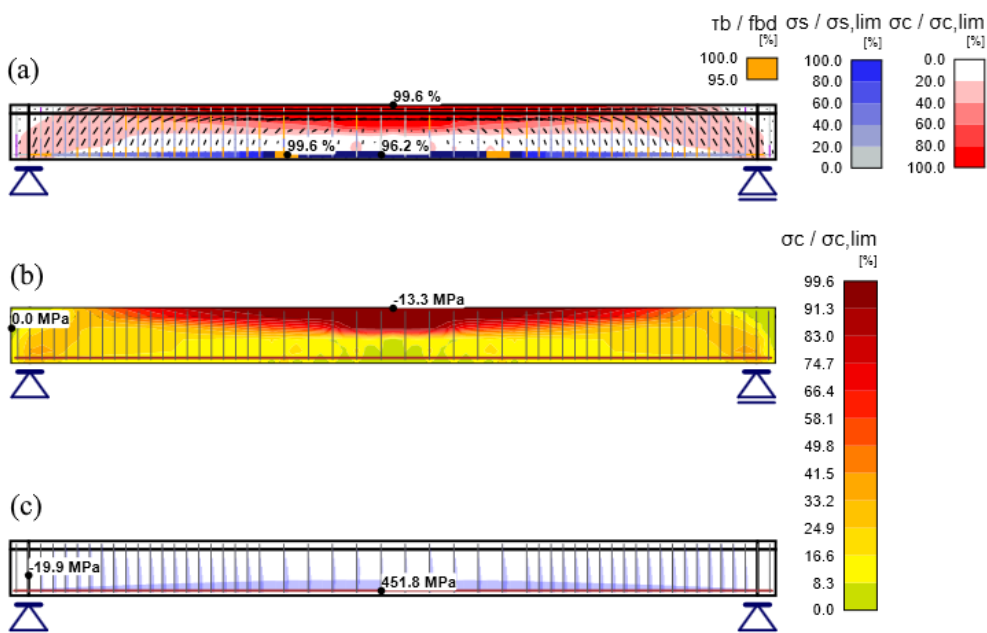 τb / fbd σs / σs,lim σc / σc,lim
[%] [%] [%]
100.0 100.0 0.0
95.0 80.0 20.0
60.0 40.0
40.0 60.0
20.0 80.0
0.0 100.0
(a)
99.6 %
99.6 % 96.2 %
σc / σc,lim
[%]
(b)
-13.3 MPa
0.0 MPa
99.6
91.3
83.0
74.7
66.4
58.1
49.8
41.5
33.2
24.9
16.6
8.3
0.0
(c)
-19.9 MPa
451.8 MPa